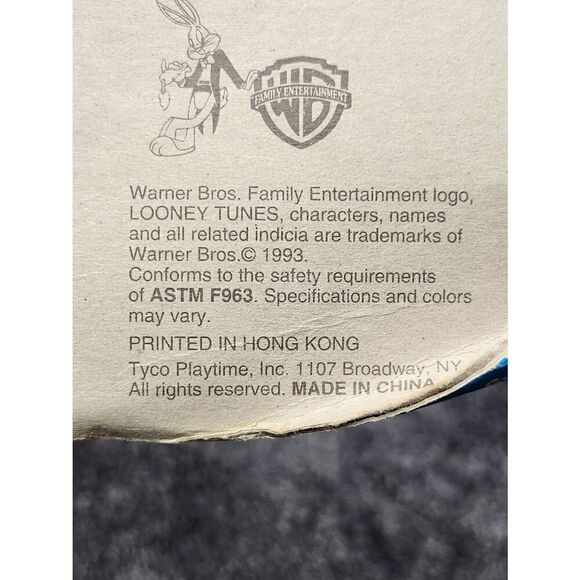 WB
FAMILY ENTERTAINMENT
Warner Bros. Family Entertainment logo,
LOONEY TUNES, characters, names
and all related indicia are trademarks of
Warner Bros.© 1993.
Conforms to the safety requirements
of ASTM F963. Specifications and colors
may vary.
PRINTED IN HONG KONG
Tyco Playtime, Inc. 1107 Broadway, NY
All rights reserved. MADE IN CHINA